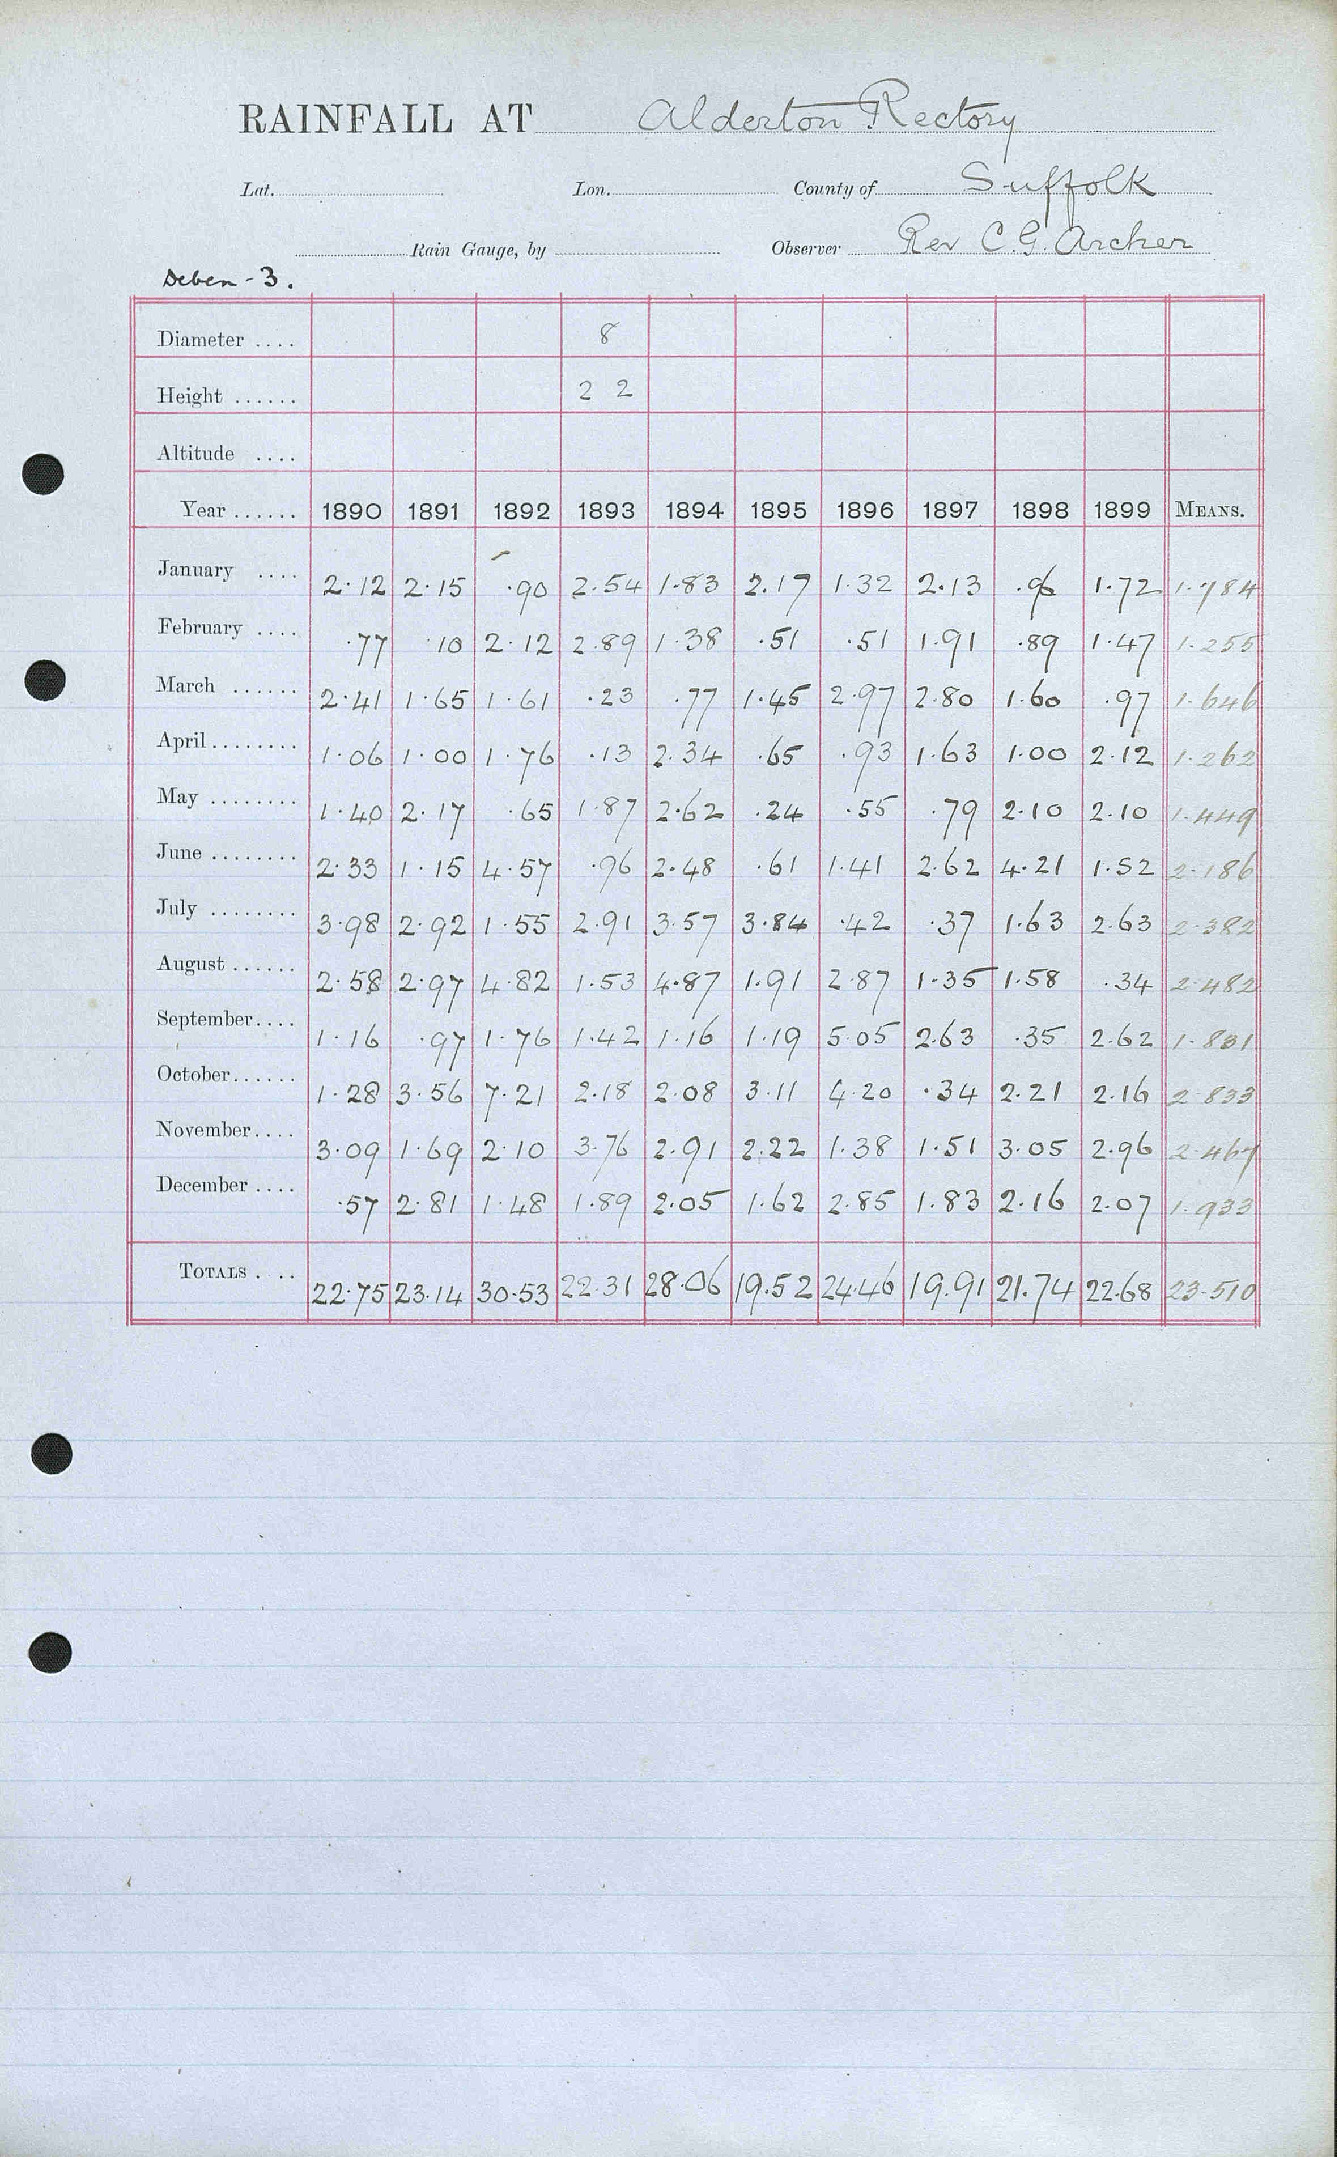 RAINFALL AT Alderton Rectory
Lat. Lon. County of Suffolk
Rain Gauge, by Observer Rev C. G. Archer
Deben - 3.
Diameter .... 8
Height ...... 2 2
Altitude ....
Year ...... 1890 1891 1892 1893 1894 1895 1896 1897 1898 1899 MEANS.
January .... 2.12 2.15 .90 2.54 1.83 2.17 1.32 2.13 .96 1.72 1.784
February .... .77 .10 2.12 2.89 1.38 .51 .51 1.91 .89 1.47 1.255
March ...... 2.41 1.65 1.61 .23 .77 1.45 2.97 2.80 1.60 .97 1.646
April ........ 1.06 1.00 1.76 .13 2.34 .65 .93 1.63 1.00 2.12 1.262
May ........ 1.40 2.17 .65 1.87 2.62 .24 .55 .79 2.10 2.10 1.449
June ........ 2.33 1.15 4.57 .96 2.48 .61 1.41 2.62 4.21 1.52 2.186
July ........ 3.98 2.92 1.55 2.91 3.57 3.84 .42 .37 1.63 2.63 2.382
August ...... 2.58 2.97 4.82 1.53 4.87 1.91 2.87 1.35 1.58 .34 2.482
September .... 1.16 .97 1.76 1.42 1.16 1.19 5.05 2.63 .35 2.62 1.831
October ...... 1.28 3.56 7.21 2.18 2.08 3.11 4.20 .34 2.21 2.16 2.833
November .... 3.09 1.69 2.10 3.76 2.91 2.22 1.38 1.51 3.05 2.96 2.467
December .... .57 2.81 1.48 1.89 2.05 1.62 2.85 1.83 2.16 2.07 1.933
TOTALS . .. 22.75 23.14 30.53 22.31 28.06 19.52 24.46 19.91 21.74 22.68 23.510